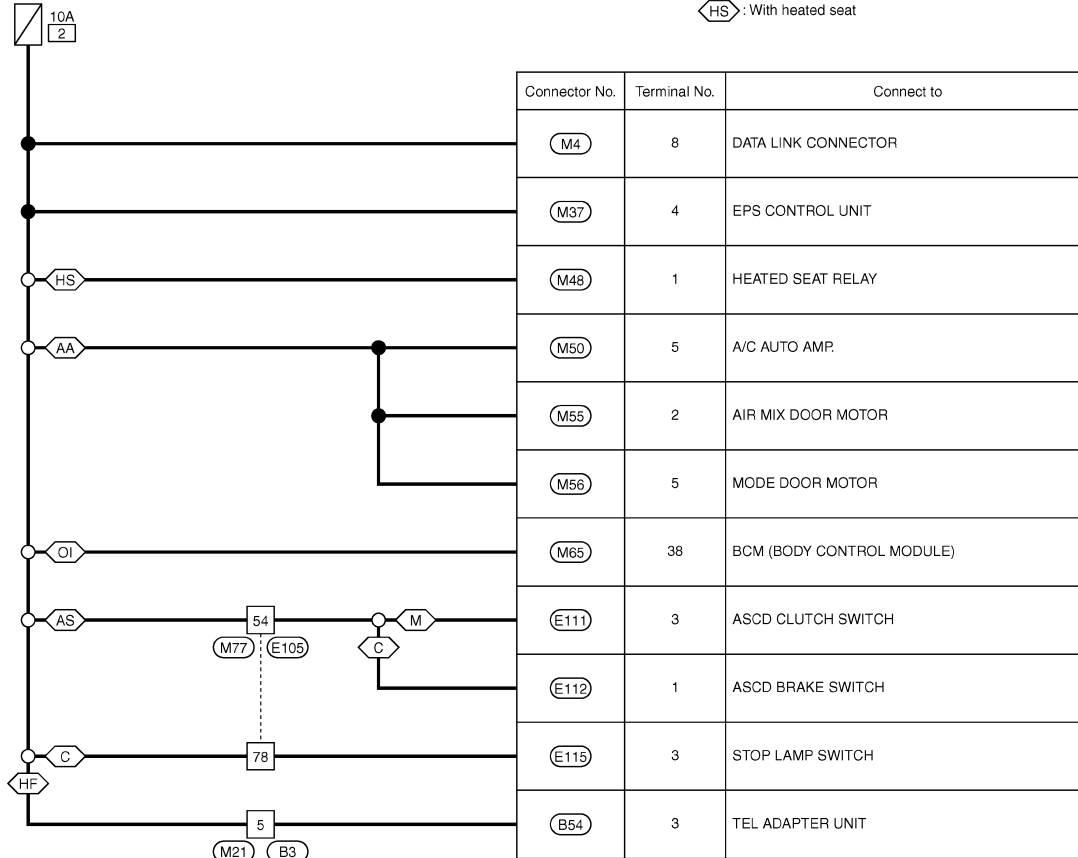 10A
2
HS : With heated seat
Connector No. Terminal No. Connect to
M4 8 DATA LINK CONNECTOR
M37 4 EPS CONTROL UNIT
HS M48 1 HEATED SEAT RELAY
AA M50 5 A/C AUTO AMP.
M55 2 AIR MIX DOOR MOTOR
M56 5 MODE DOOR MOTOR
OI M65 38 BCM (BODY CONTROL MODULE)
AS 54 M E111 3 ASCD CLUTCH SWITCH
M77 E105 C
E112 1 ASCD BRAKE SWITCH
C 78 E115 3 STOP LAMP SWITCH
HF
5 B54 3 TEL ADAPTER UNIT
M21 B3